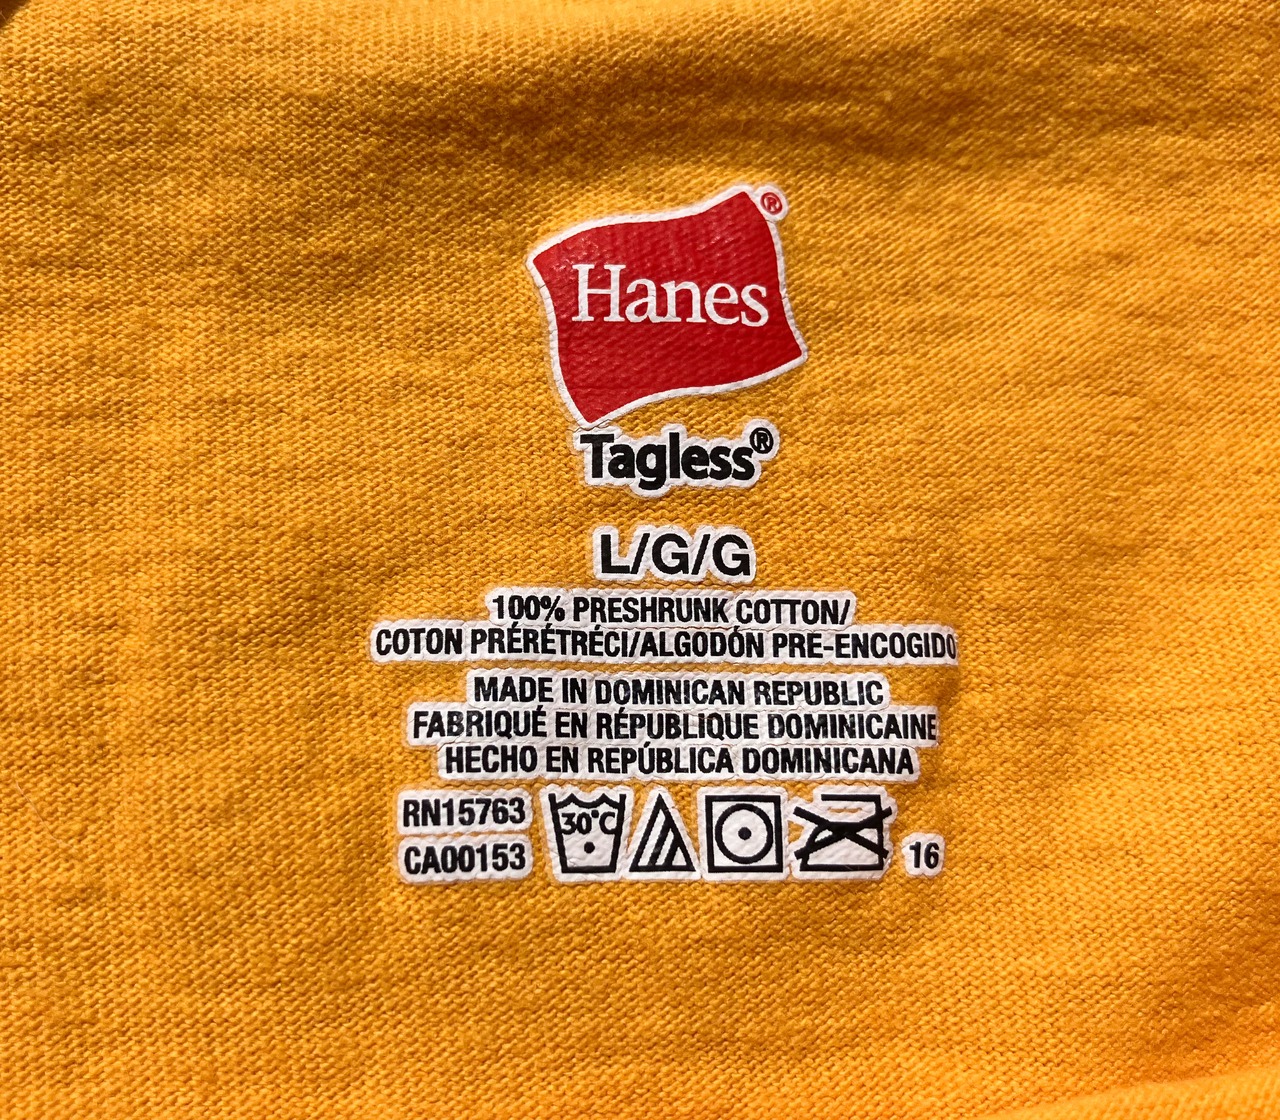 Hanes®
Tagless®
L/G/G
100% PRESHRUNK COTTON/
COTON PRÉRÉTRÉCI/ALGODÓN PRE-ENCOGIDO
MADE IN DOMINICAN REPUBLIC
FABRIQUÉ EN RÉPUBLIQUE DOMINICAINE
HECHO EN REPÚBLICA DOMINICANA
RN15763
CA00153
30°C
16